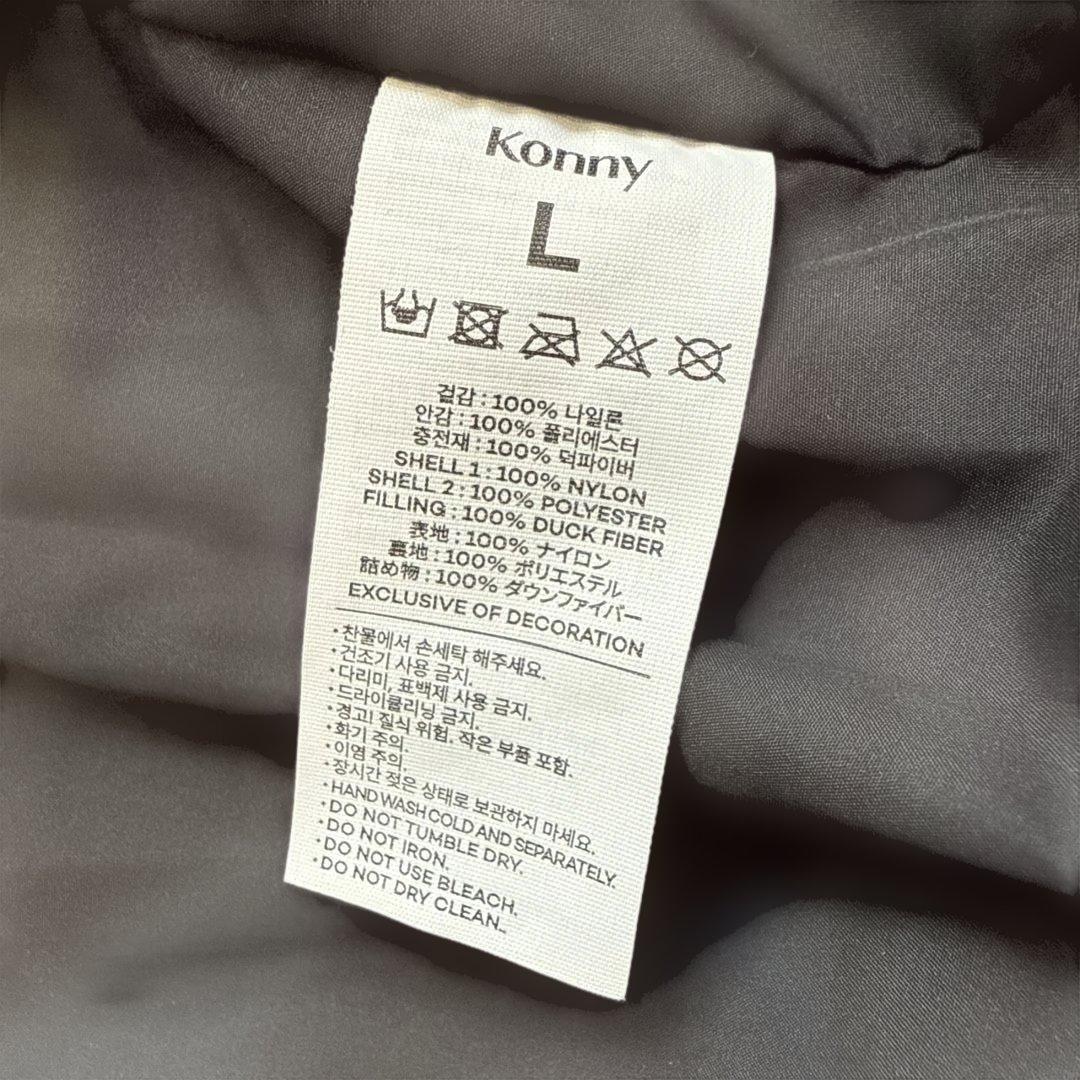 Konny
L
겉감 : 100% 나일론
안감 : 100% 폴리에스터
충전재 : 100% 덕파이버
SHELL 1 : 100% NYLON
SHELL 2 : 100% POLYESTER
FILLING : 100% DUCK FIBER
表地 : 100% ナイロン
裏地 : 100% ポリエステル
詰め物 : 100% ダウンファイバー
EXCLUSIVE OF DECORATION
• 찬물에서 손세탁 해주세요.
• 건조기 사용 금지.
• 다리미, 표백제 사용 금지.
• 드라이클리닝 금지.
• 경고! 질식 위험. 작은 부품 포함.
• 화기 주의.
• 이염 주의.
• 장시간 젖은 상태로 보관하지 마세요.
• HAND WASH COLD AND SEPARATELY.
• DO NOT TUMBLE DRY.
• DO NOT IRON.
• DO NOT USE BLEACH.
• DO NOT DRY CLEAN..